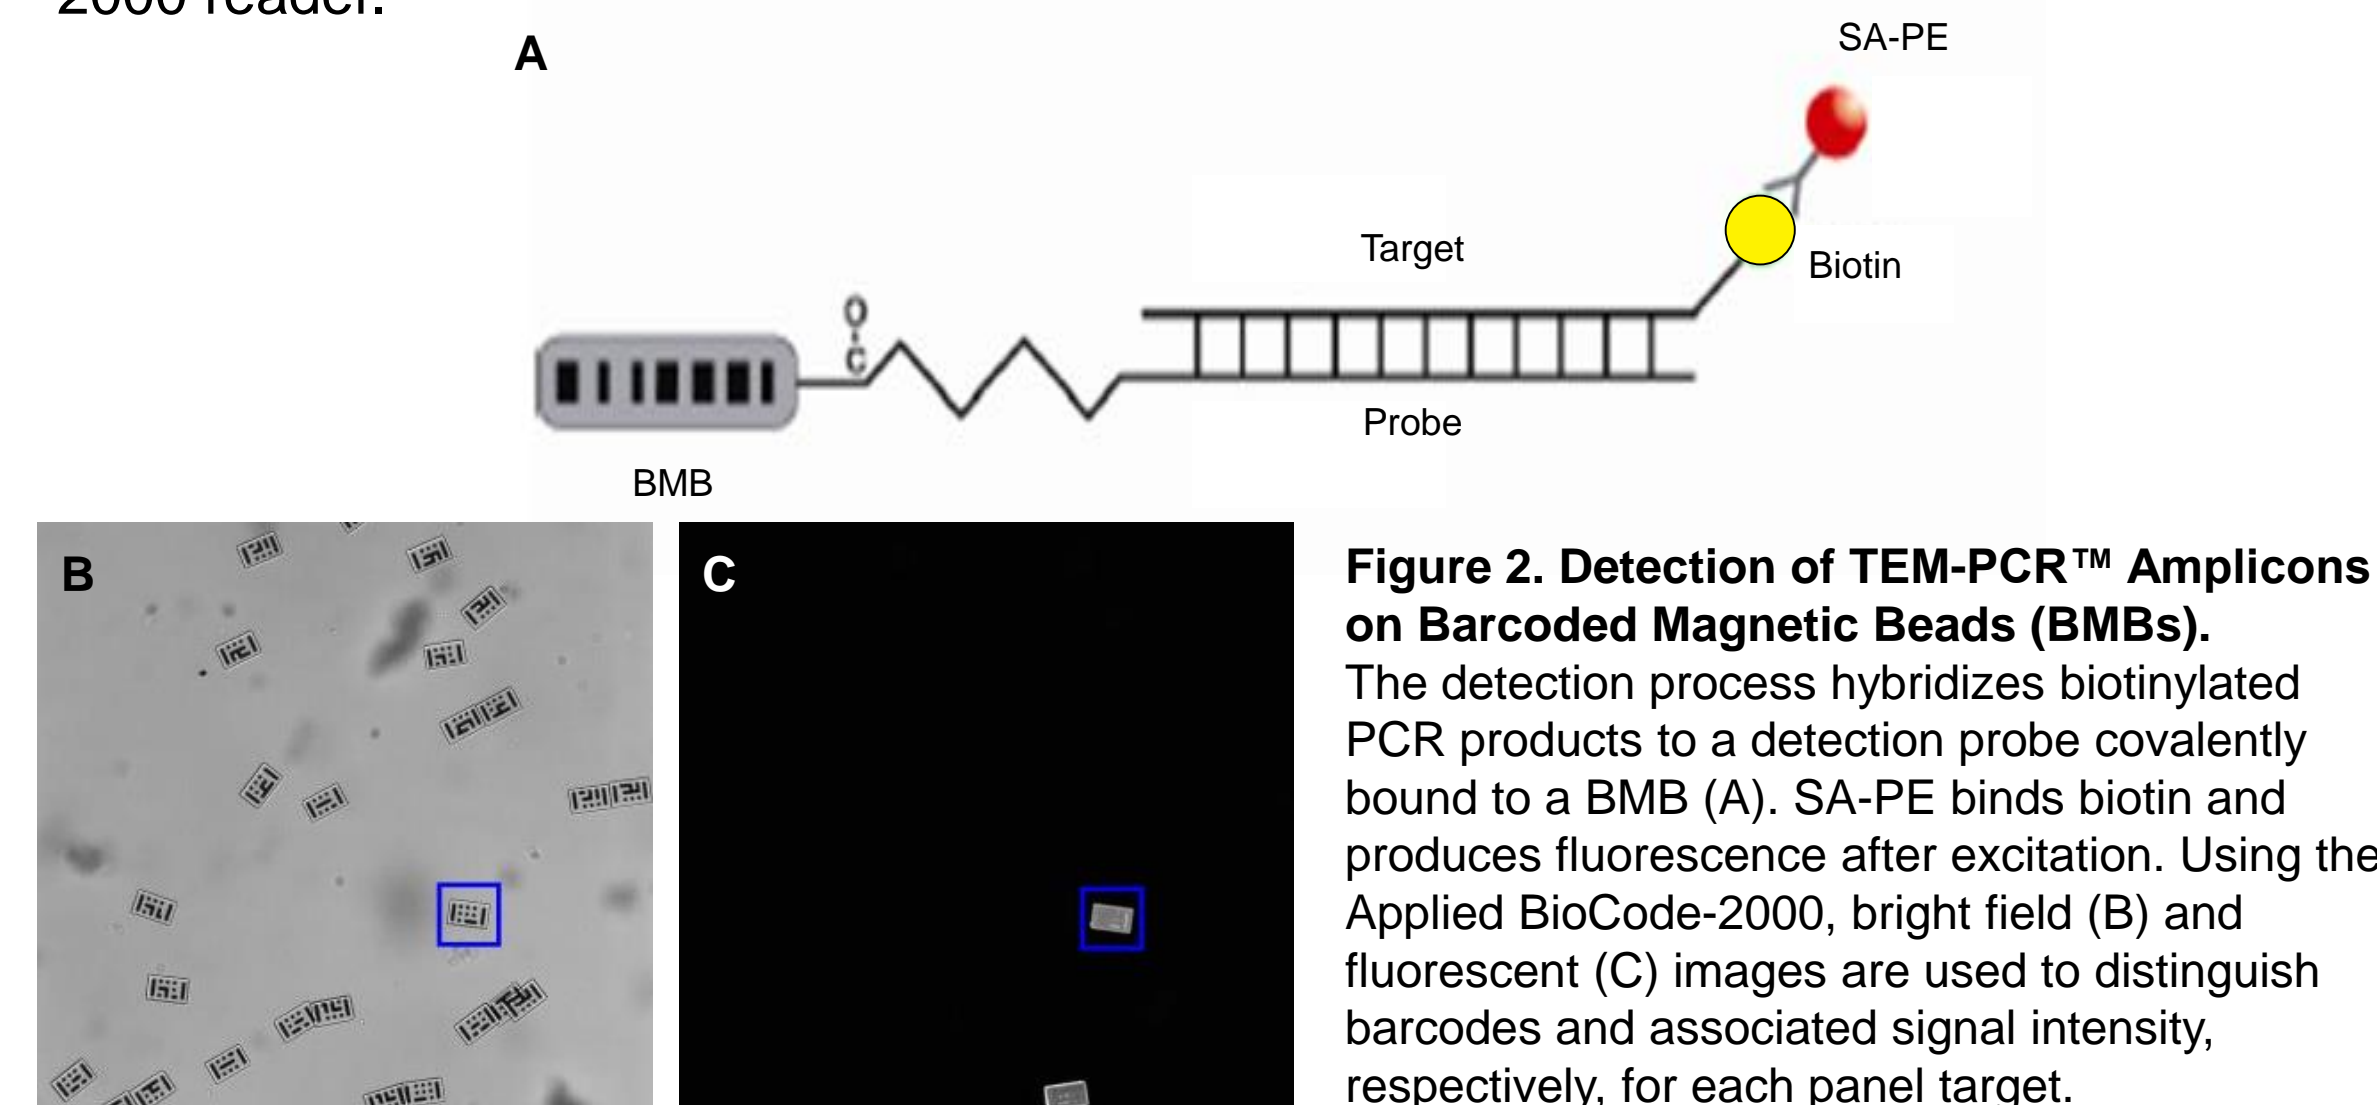 2000 reader.
A
SA-PE
Target
Biotin
O
C
Probe
BMB
B
C
Figure 2. Detection of TEM-PCR™ Amplicons
on Barcoded Magnetic Beads (BMBs).
The detection process hybridizes biotinylated
PCR products to a detection probe covalently
bound to a BMB (A). SA-PE binds biotin and
produces fluorescence after excitation. Using the
Applied BioCode-2000, bright field (B) and
fluorescent (C) images are used to distinguish
barcodes and associated signal intensity,
respectively, for each panel target.